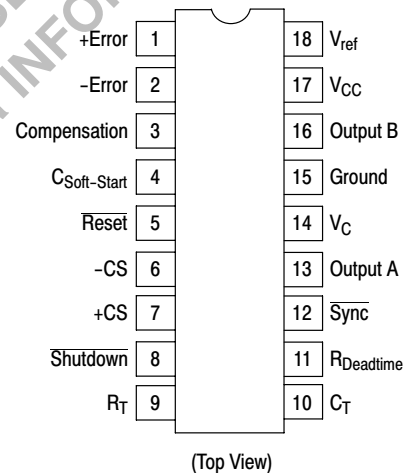 +Error 1 18 Vref
−Error 2 17 VCC
Compensation 3 16 Output B
CSoft−Start 4 15 Ground
Reset 5 14 VC
−CS 6 13 Output A
+CS 7 12 Sync
Shutdown 8 11 RDeadtime
RT 9 10 CT
(Top View)